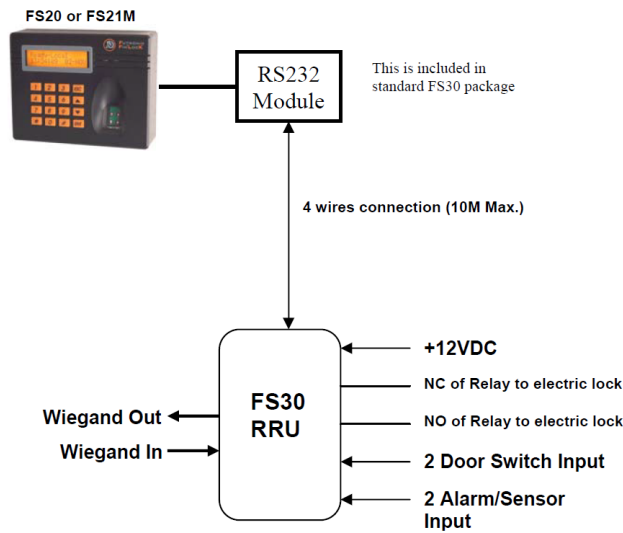 FS20 or FS21M
RS232
Module
This is included in
standard FS30 package
4 wires connection (10M Max.)
FS30
RRU
Wiegand Out
Wiegand In
+12VDC
NC of Relay to electric lock
NO of Relay to electric lock
2 Door Switch Input
2 Alarm/Sensor
Input